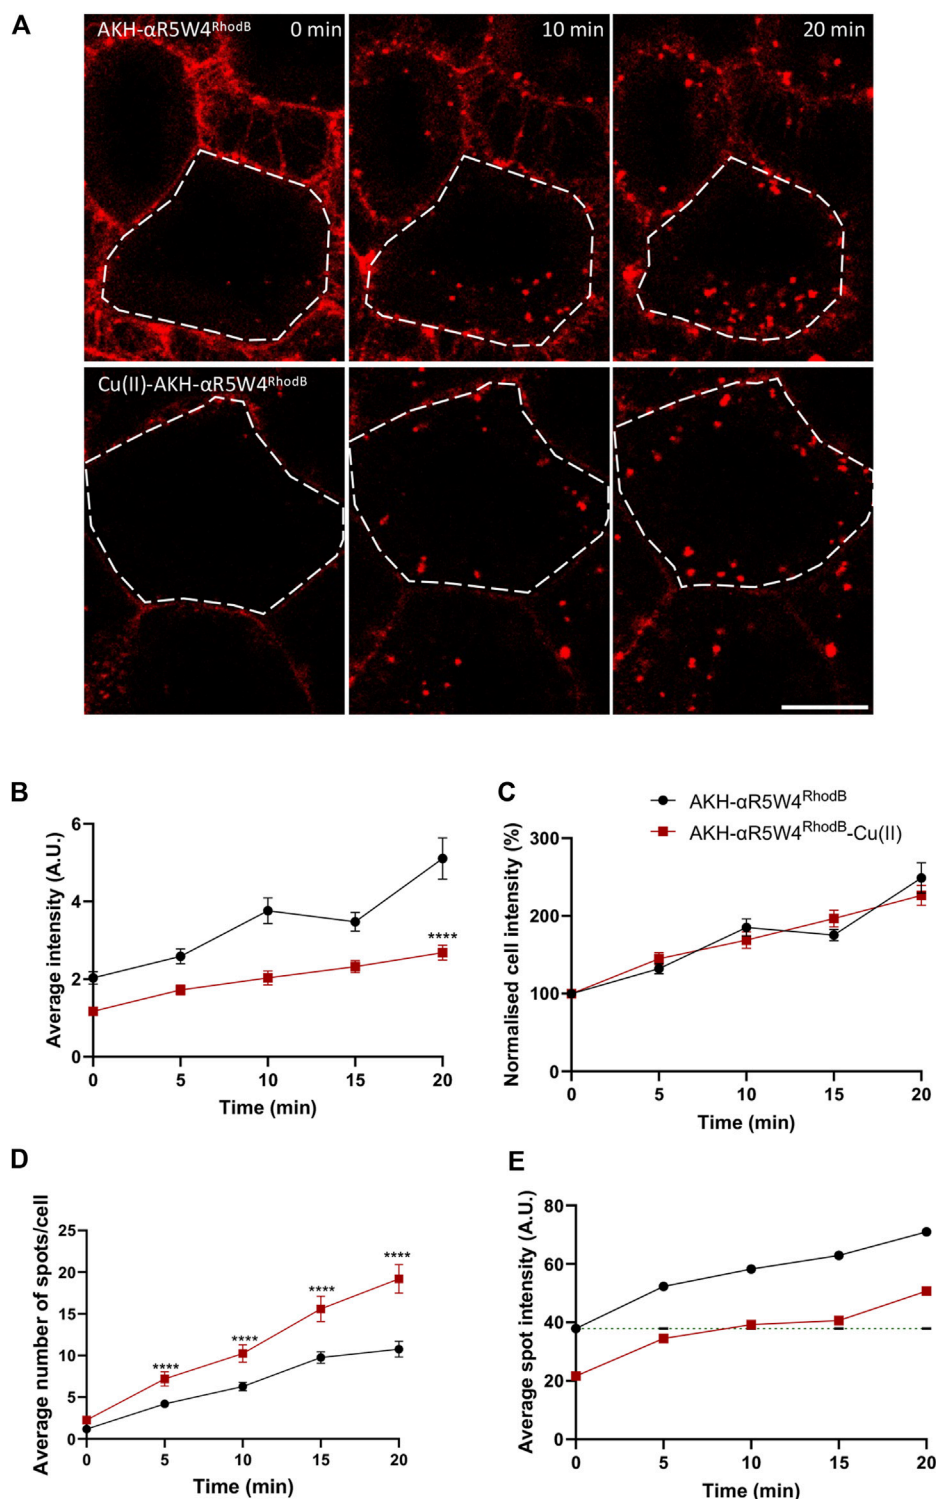 A
AKH-αR5W4RhodB
0 min
10 min
20 min
Cu(II)-AKH-αR5W4RhodB
B
Average intensity (A.U.)
6
4
2
0
****
0 5 10 15 20
Time (min)
C
AKH-αR5W4RhodB
AKH-αR5W4RhodB-Cu(II)
Normalised cell intensity (%)
300
200
100
0
0 5 10 15 20
Time (min)
D
Average number of spots/cell
25
20
15
10
5
0
**** **** **** ****
0 5 10 15 20
Time (min)
E
Average spot intensity (A.U.)
80
60
40
20
0
0 5 10 15 20
Time (min)